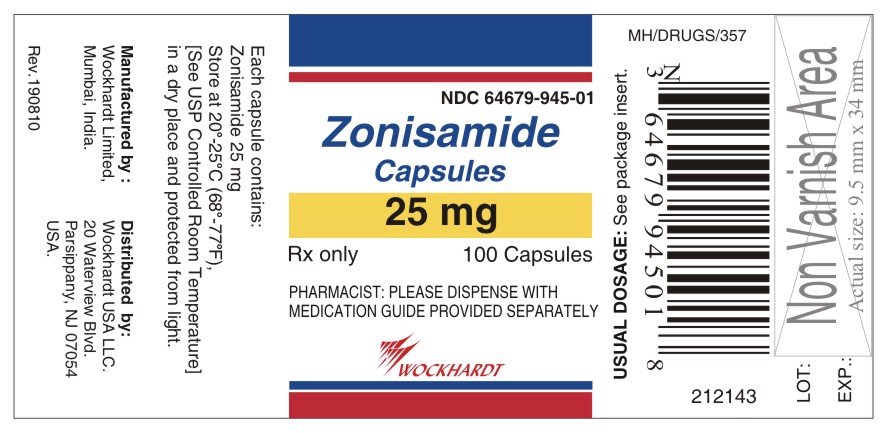 Each capsule contains:
Zonisamide 25 mg
Store at 20°-25°C (68°-77°F),
[See USP Controlled Room Temperature]
in a dry place and protected from light.
Manufactured by :
Wockhardt Limited,
Mumbai, India.
Distributed by:
Wockhardt USA LLC.
20 Waterview Blvd.
Parsippany, NJ 07054
USA.
Rev.190810
NDC 64679-945-01
Zonisamide
Capsules
25 mg
Rx only
100 Capsules
PHARMACIST: PLEASE DISPENSE WITH
MEDICATION GUIDE PROVIDED SEPARATELY
WOCKHARDT
MH/DRUGS/357
USUAL DOSAGE: See package insert.
N
3 64679 94501 8
212143
Non Varnish Area
Actual size: 9.5 mm x 34 mm
LOT:
EXP.: